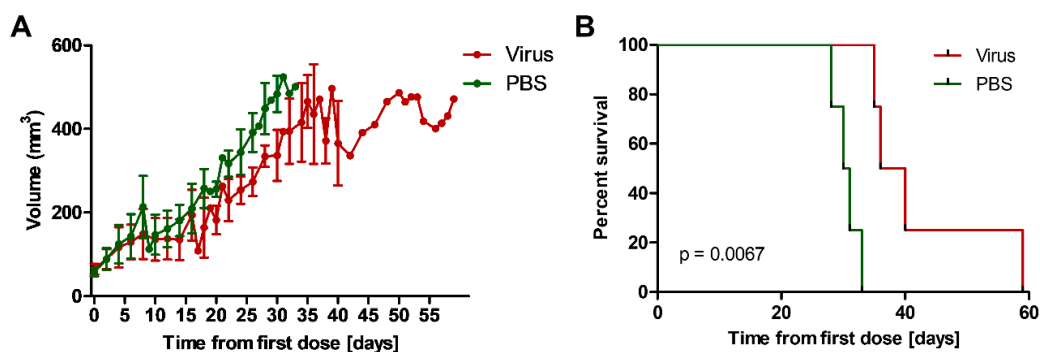 A
Volume (mm³)
600
400
200
0
0 5 10 15 20 25 30 35 40 45 50 55
Time from first dose [days]
Virus
PBS
B
Percent survival
100
80
60
40
20
0
p = 0.0067
0 20 40 60
Time from first dose [days]
Virus
PBS